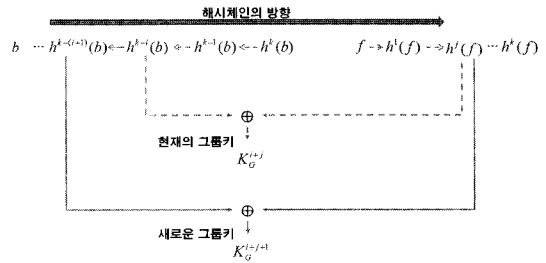 해시체인의 방향
b ··· h^{k-(i+1)}(b) ← h^{k-i}(b) ← h^{k-1}(b) ← h^k(b) f → h^1(f) → h^j(f) ··· h^k(f)
⊕
현재의 그룹키
K_G^{i+j}
⊕
새로운 그룹키
K_G^{i+j+1}